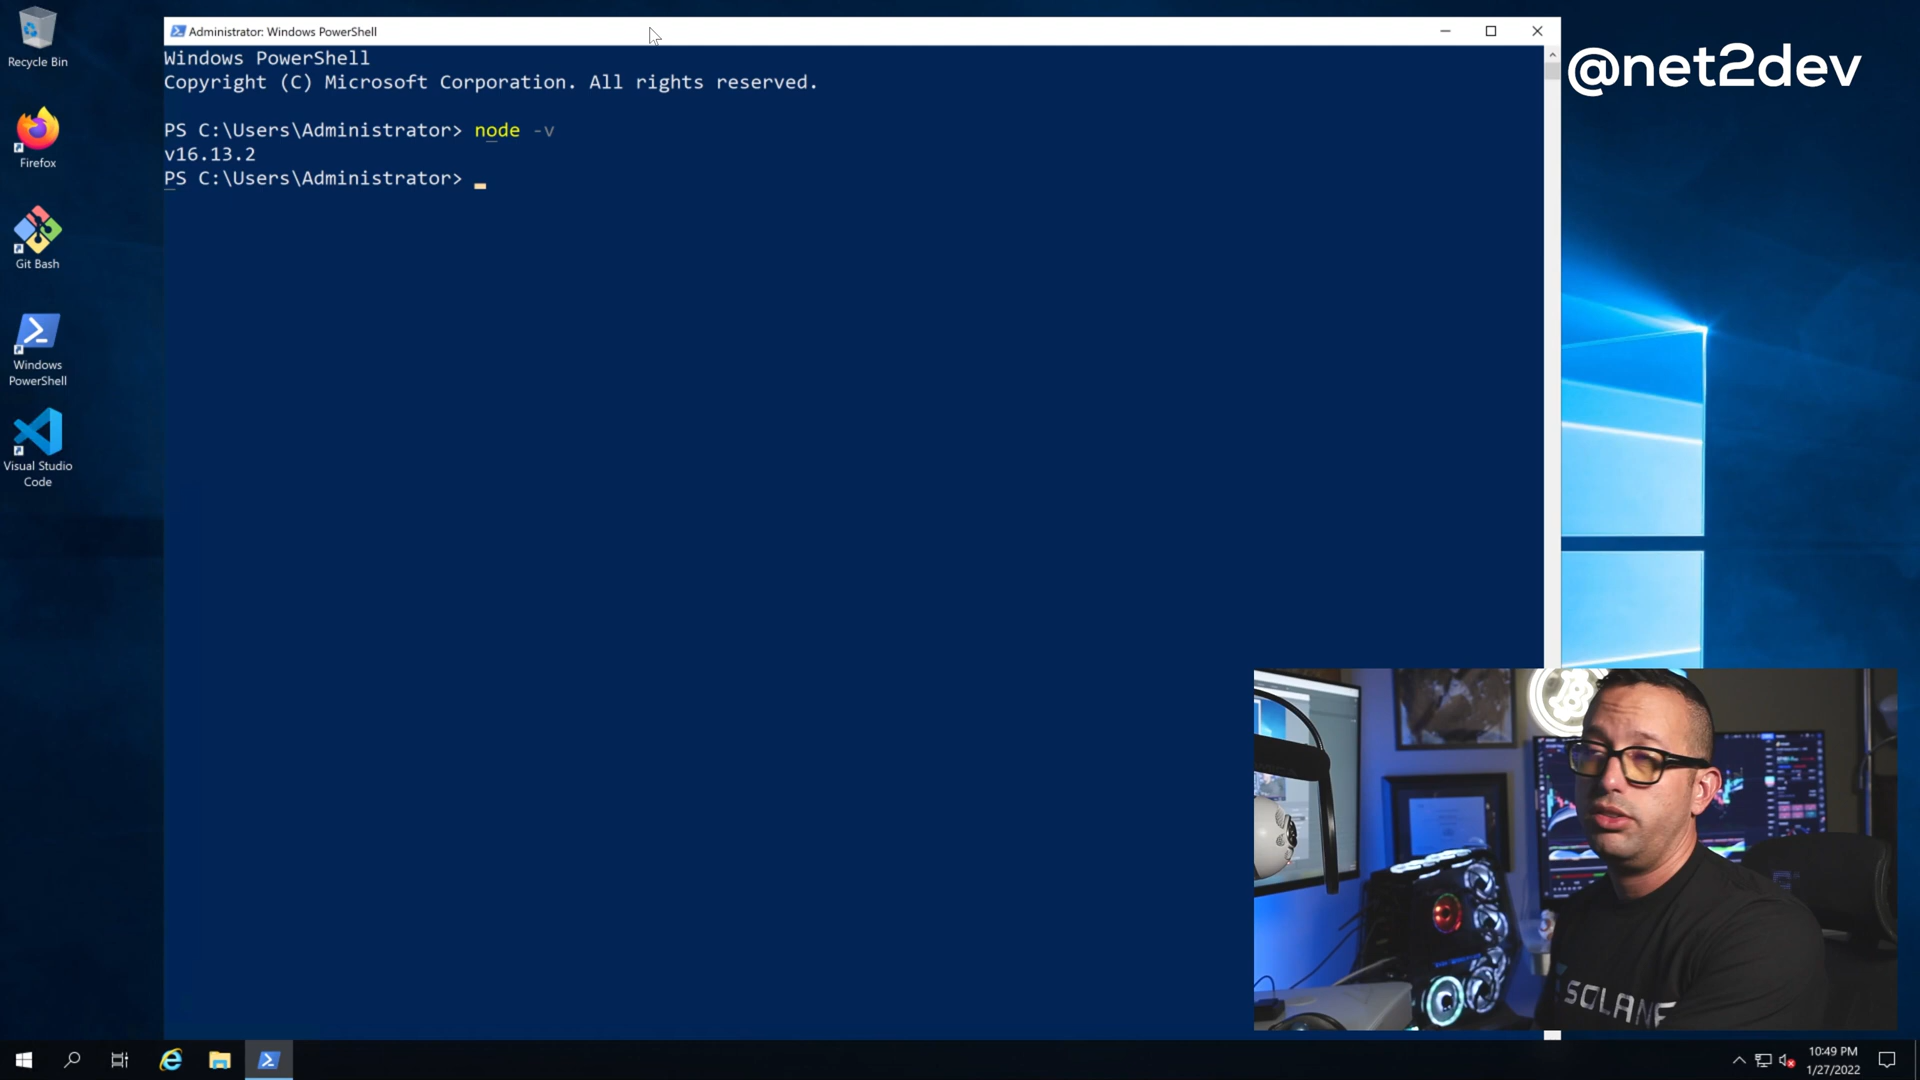 Recycle Bin
Firefox
Git Bash
Windows
PowerShell
Visual Studio
Code
Administrator: Windows PowerShell
Windows PowerShell
Copyright (C) Microsoft Corporation. All rights reserved.
PS C:\Users\Administrator> node -v
v16.13.2
PS C:\Users\Administrator>
@net2dev
10:49 PM
1/27/2022